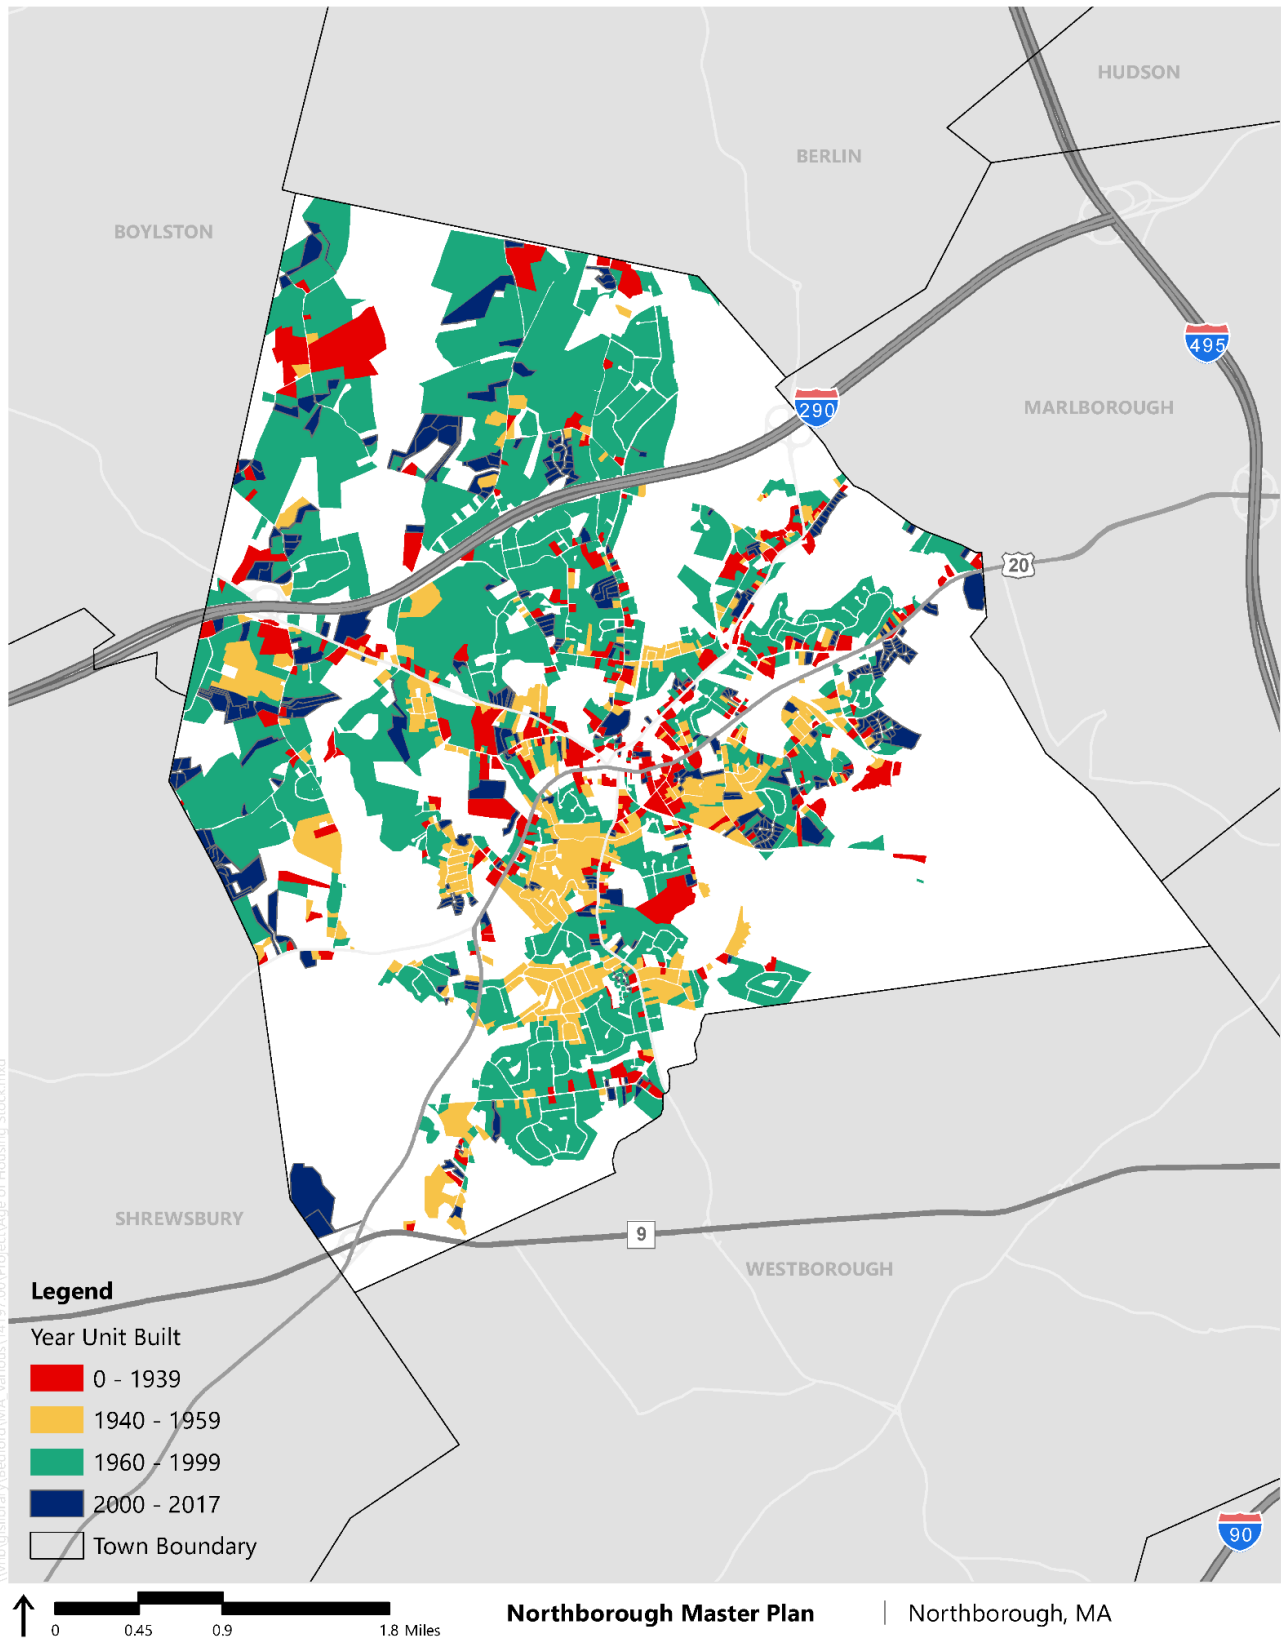 HUDSON
BERLIN
BOYLSTON
495
290
MARLBOROUGH
20
SHREWSBURY
9
WESTBOROUGH
Legend
Year Unit Built
0 - 1939
1940 - 1959
1960 - 1999
2000 - 2017
Town Boundary
90
0 0.45 0.9 1.8 Miles
Northborough Master Plan | Northborough, MA